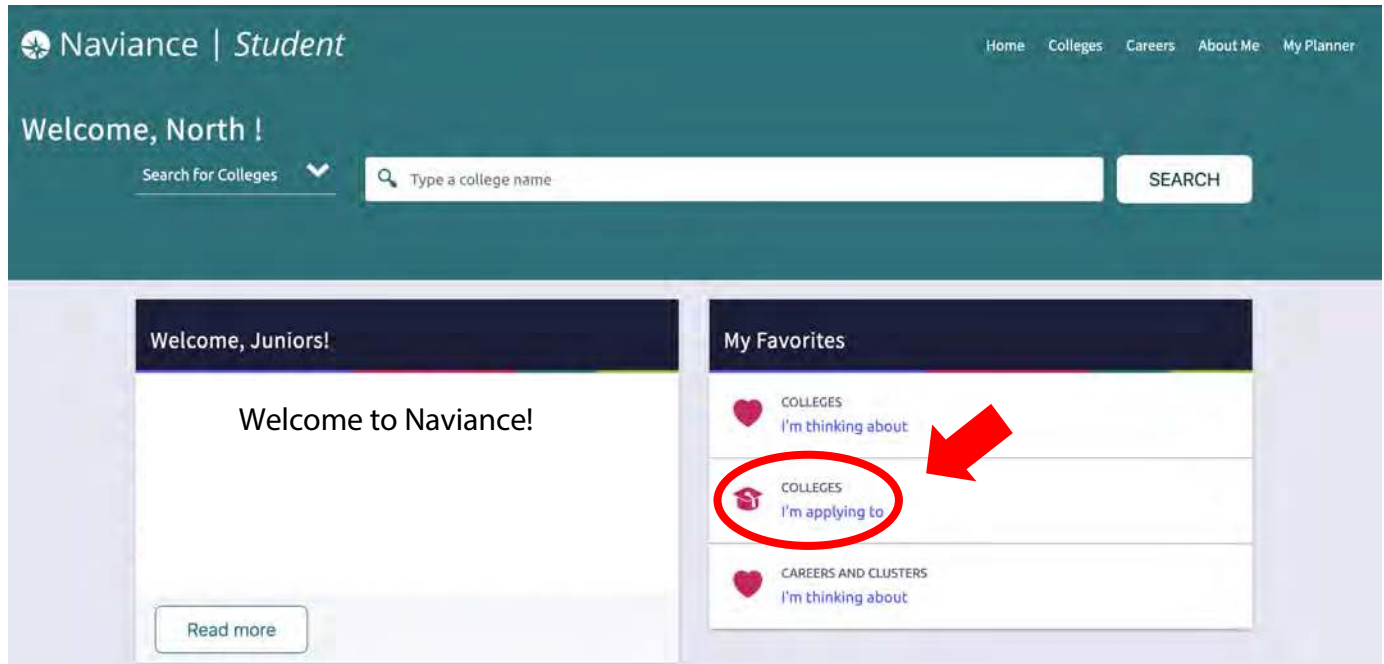 Naviance | Student
Home Colleges Careers About Me My Planner
Welcome, North !
Search for Colleges
Type a college name
SEARCH
Welcome, Juniors!
Welcome to Naviance!
Read more
My Favorites
COLLEGES
I'm thinking about
COLLEGES
I'm applying to
CAREERS AND CLUSTERS
I'm thinking about